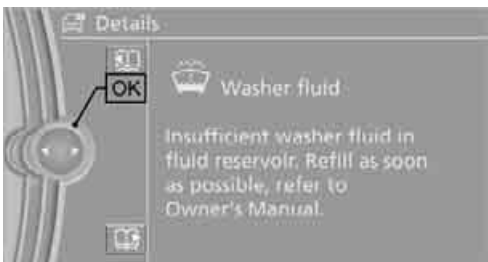 Details
OK
Washer fluid
Insufficient washer fluid in
fluid reservoir. Refill as soon
as possible, refer to
Owner's Manual.